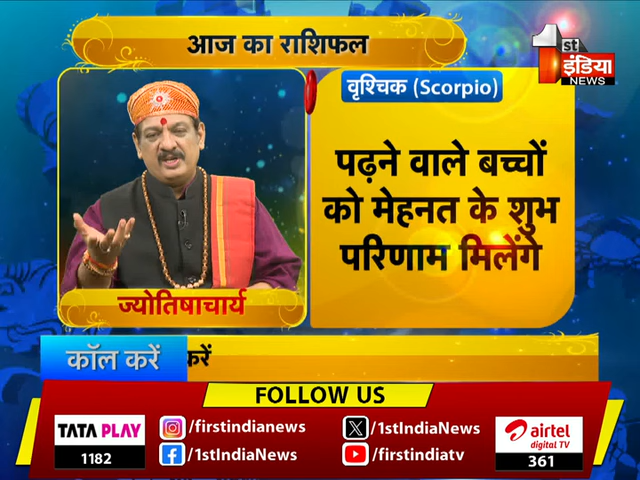 आज का राशिफल
1st
इंडिया
NEWS
वृश्चिक (Scorpio)
पढ़ने वाले बच्चों
को मेहनत के शुभ
परिणाम मिलेंगे
ज्योतिषाचार्य
कॉल करें
करें
FOLLOW US
TATA PLAY
1182
/firstindianews
/1stIndiaNews
/1stIndiaNews
/firstindiatv
airtel
digital TV
361